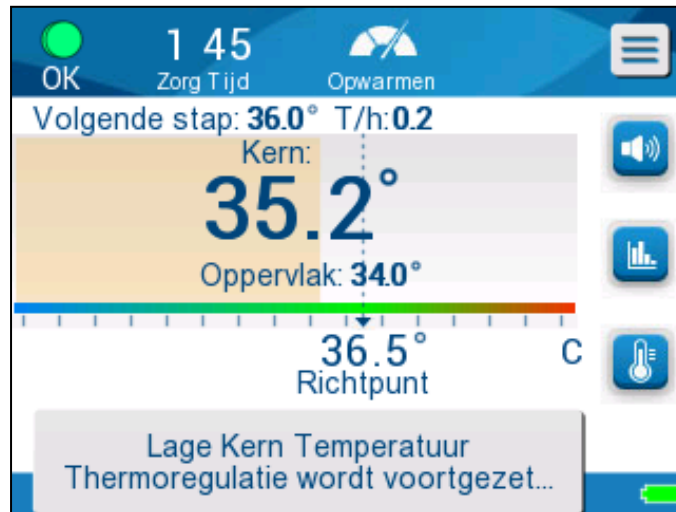 1 45
OK Zorg Tijd Opwarmen
Volgende stap: 36.0° T/h:0.2
Kern:
35.2°
Oppervlak: 34.0°
36.5° C
Richtpunt
Lage Kern Temperatuur
Thermoregulatie wordt voortgezet...